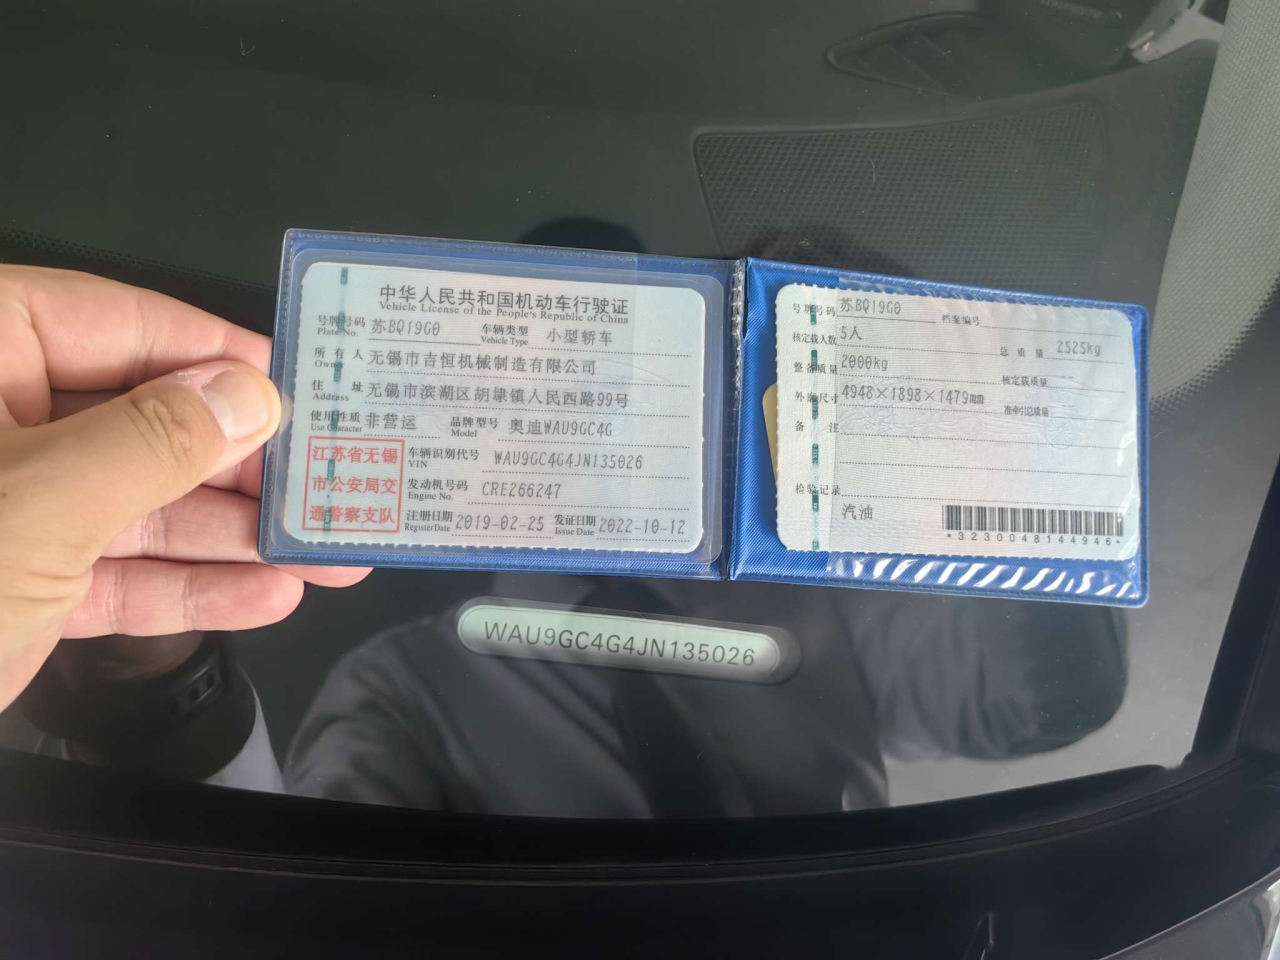 中华人民共和国机动车行驶证
Vehicle License of the People's Republic of China
号牌号码 苏BQ19G0 车辆类型 小型轿车
Plate No. Vehicle Type
所有人 无锡市吉恒机械制造有限公司
Owner
住址 无锡市滨湖区胡埭镇人民西路99号
Address
使用性质 非营运 品牌型号 奥迪WAU9GC4G
Use Character Model
江苏省无锡
市公安局交
通警察支队
车辆识别代号 WAU9GC4G4JN135026
VIN
发动机号码 CRE266247
Engine No.
注册日期 2019-02-25 发证日期 2022-10-12
Register Date Issue Date
号牌号码 苏BQ19G0 档案编号
核定载人数 5人 总质量 2525kg
整备质量 2000kg 核定载质量
外廓尺寸 4948×1898×1479mm 准牵引总质量
备注
检验记录
汽油
*3230048144946*
WAU9GC4G4JN135026